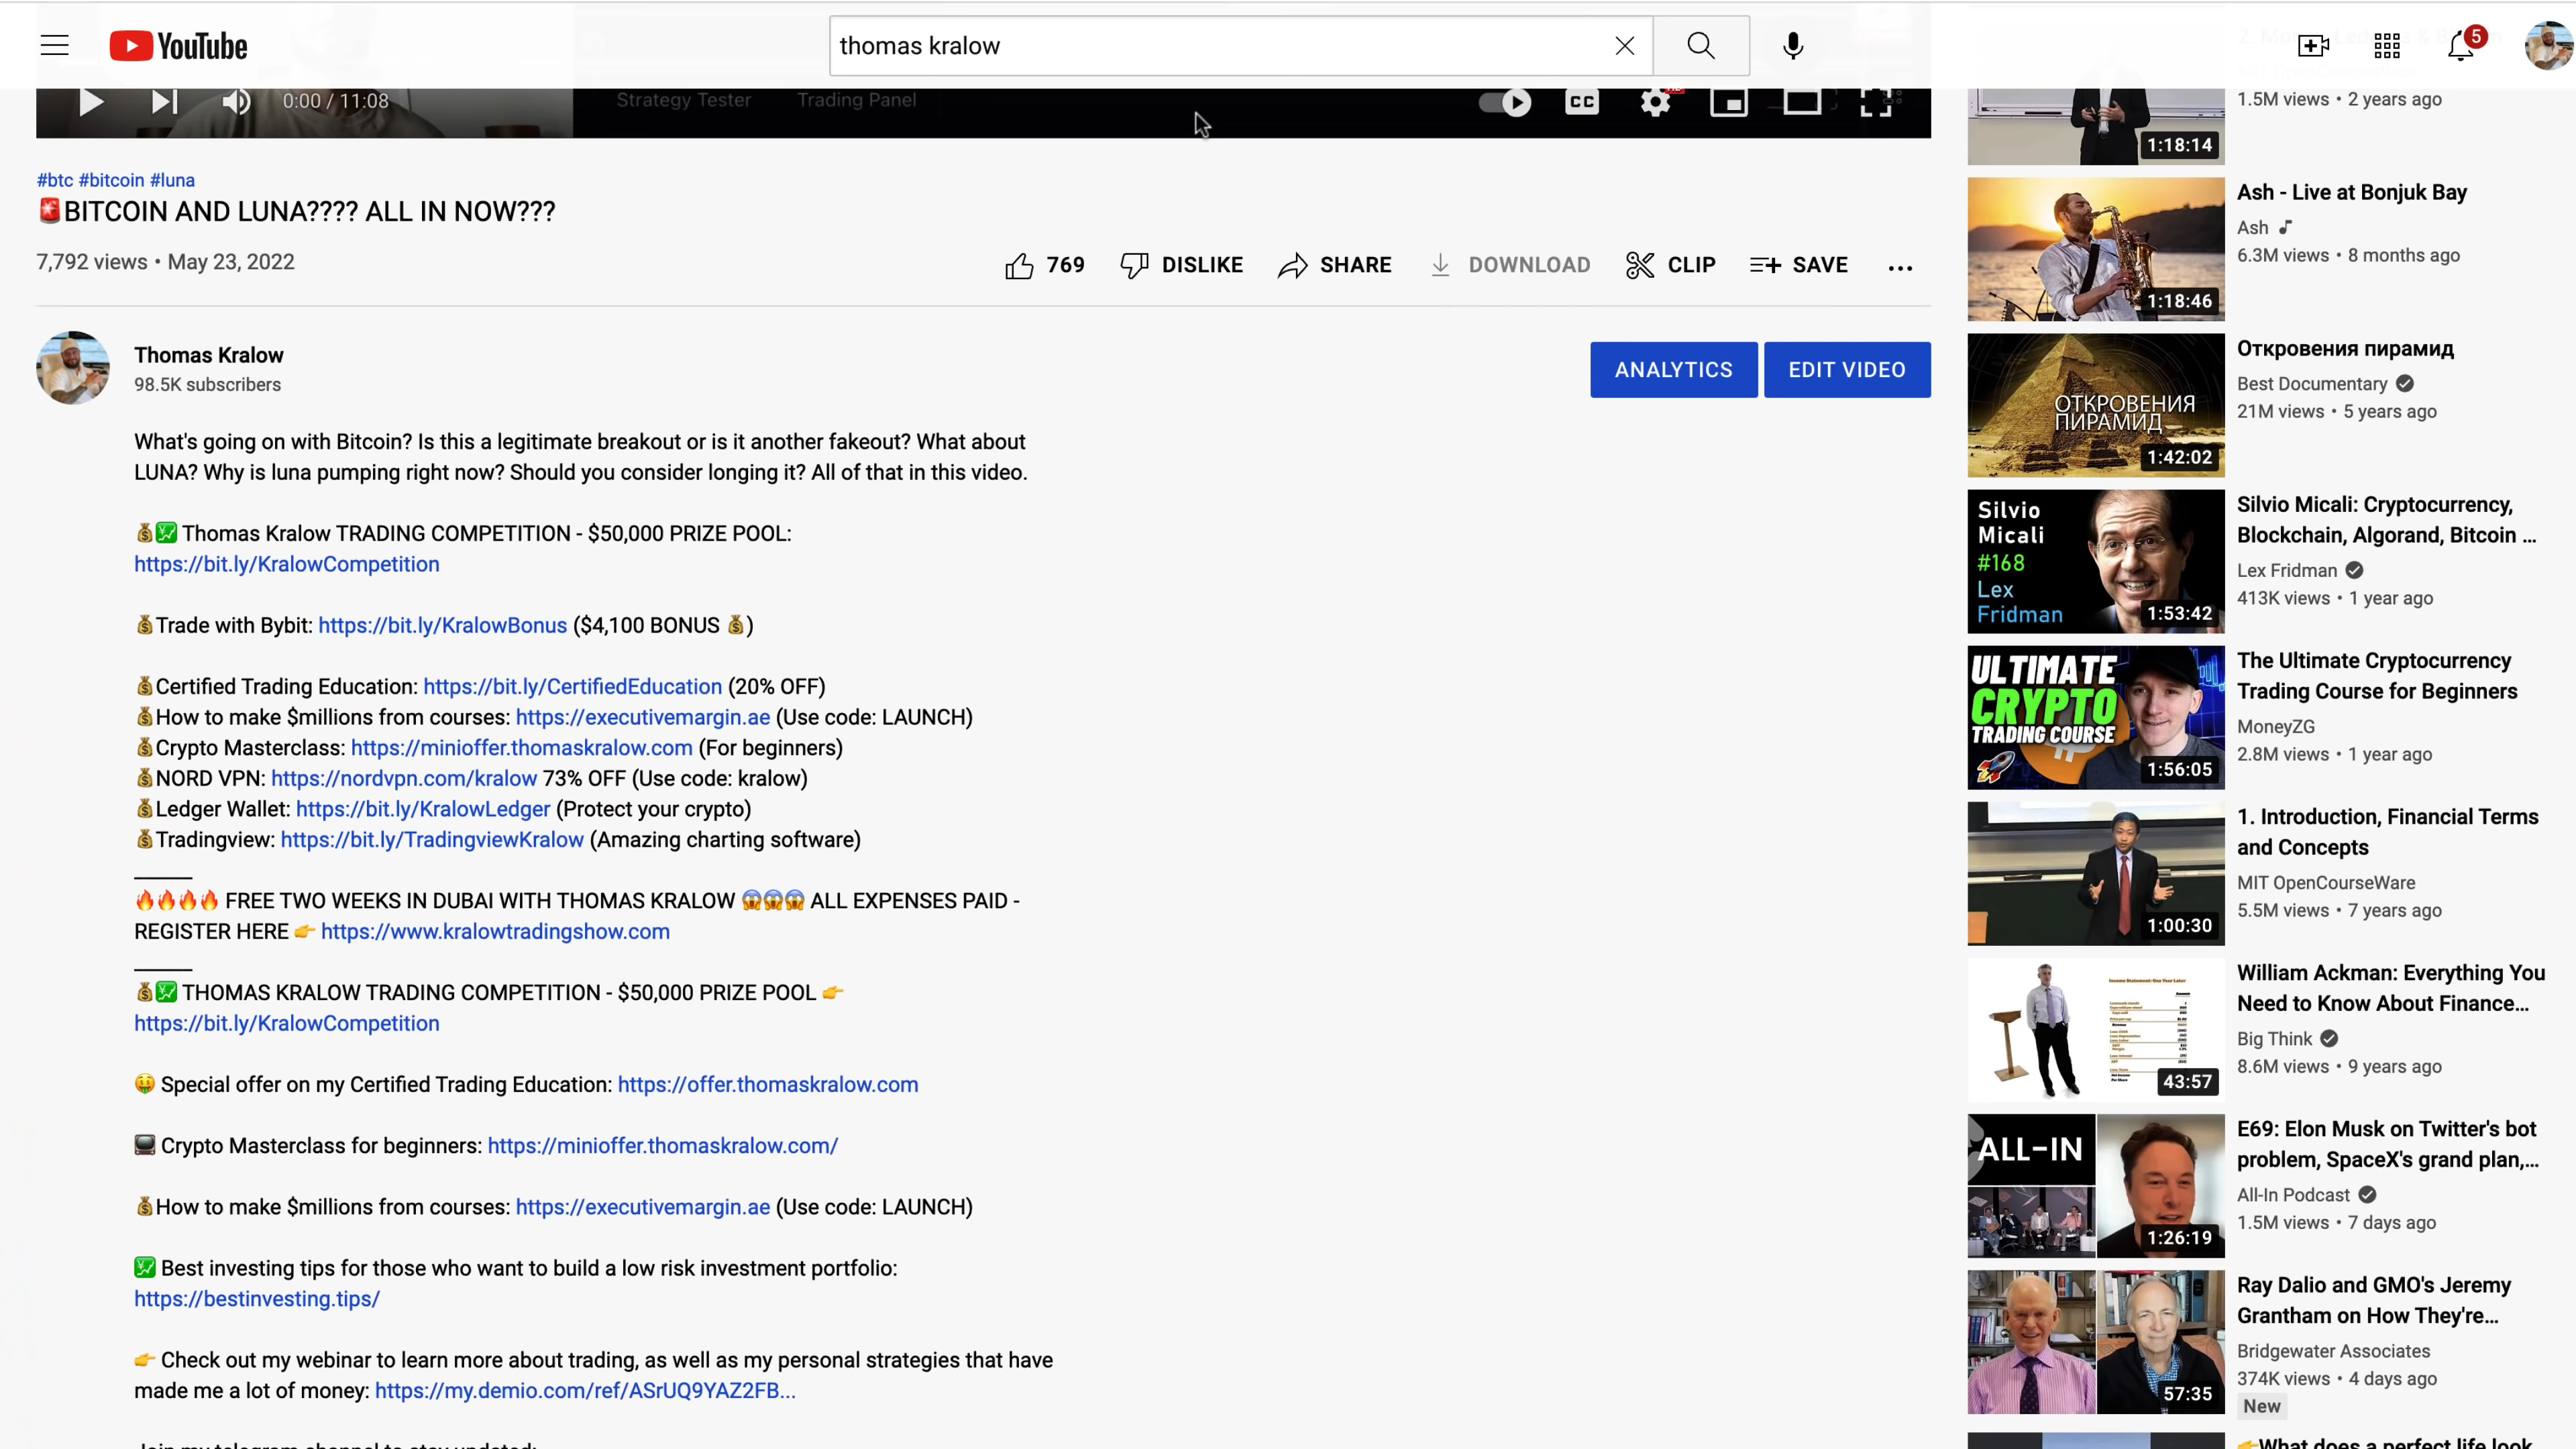 YouTube
thomas kralow
5
0:00 / 11:08
Strategy Tester
Trading Panel
CC
#btc #bitcoin #luna
🚨BITCOIN AND LUNA???? ALL IN NOW???
7,792 views • May 23, 2022
769
DISLIKE
SHARE
DOWNLOAD
CLIP
SAVE
Thomas Kralow
98.5K subscribers
ANALYTICS
EDIT VIDEO
What's going on with Bitcoin? Is this a legitimate breakout or is it another fakeout? What about
LUNA? Why is luna pumping right now? Should you consider longing it? All of that in this video.
💰💹 Thomas Kralow TRADING COMPETITION - $50,000 PRIZE POOL:
https://bit.ly/KralowCompetition
💰Trade with Bybit: https://bit.ly/KralowBonus ($4,100 BONUS 💰)
💰Certified Trading Education: https://bit.ly/CertifiedEducation (20% OFF)
💰How to make $millions from courses: https://executivemargin.ae (Use code: LAUNCH)
💰Crypto Masterclass: https://minioffer.thomaskralow.com (For beginners)
💰NORD VPN: https://nordvpn.com/kralow 73% OFF (Use code: kralow)
💰Ledger Wallet: https://bit.ly/KralowLedger (Protect your crypto)
💰Tradingview: https://bit.ly/TradingviewKralow (Amazing charting software)
______
🔥🔥🔥🔥 FREE TWO WEEKS IN DUBAI WITH THOMAS KRALOW 😱😱😱 ALL EXPENSES PAID -
REGISTER HERE 👉 https://www.kralowtradingshow.com
______
💰💹 THOMAS KRALOW TRADING COMPETITION - $50,000 PRIZE POOL 👉
https://bit.ly/KralowCompetition
🤑 Special offer on my Certified Trading Education: https://offer.thomaskralow.com
📺 Crypto Masterclass for beginners: https://minioffer.thomaskralow.com/
💰How to make $millions from courses: https://executivemargin.ae (Use code: LAUNCH)
💹 Best investing tips for those who want to build a low risk investment portfolio:
https://bestinvesting.tips/
👉 Check out my webinar to learn more about trading, as well as my personal strategies that have
made me a lot of money: https://my.demio.com/ref/ASrUQ9YAZ2FB...
Join my telegram channel to stay updated:
1:18:14
1.5M views • 2 years ago
1:18:46
Ash - Live at Bonjuk Bay
Ash
6.3M views • 8 months ago
ОТКРОВЕНИЯ
ПИРАМИД
1:42:02
Откровения пирамид
Best Documentary
21M views • 5 years ago
Silvio
Micali
#168
Lex
Fridman
1:53:42
Silvio Micali: Cryptocurrency,
Blockchain, Algorand, Bitcoin ...
Lex Fridman
413K views • 1 year ago
ULTIMATE
CRYPTO
TRADING COURSE
1:56:05
The Ultimate Cryptocurrency
Trading Course for Beginners
MoneyZG
2.8M views • 1 year ago
1:00:30
1. Introduction, Financial Terms
and Concepts
MIT OpenCourseWare
5.5M views • 7 years ago
43:57
William Ackman: Everything You
Need to Know About Finance...
Big Think
8.6M views • 9 years ago
ALL-IN
1:26:19
E69: Elon Musk on Twitter's bot
problem, SpaceX's grand plan,...
All-In Podcast
1.5M views • 7 days ago
57:35
Ray Dalio and GMO's Jeremy
Grantham on How They're...
Bridgewater Associates
374K views • 4 days ago
New
👉What does a perfect life look